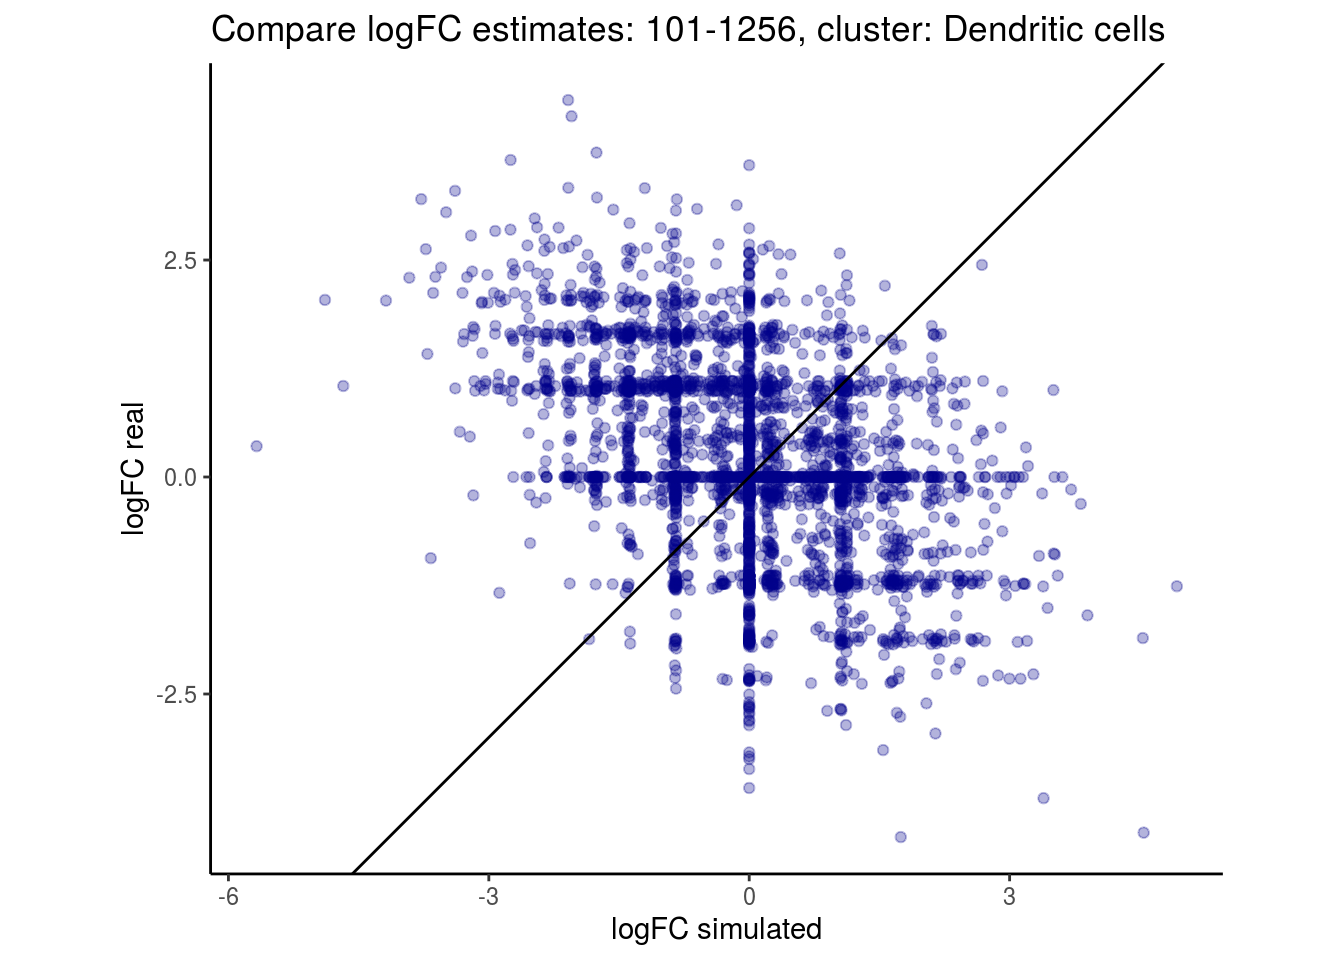 Compare logFC estimates: 101-1256, cluster: Dendritic cells
logFC real
2.5
0.0
-2.5
-6
-3
0
3
logFC simulated